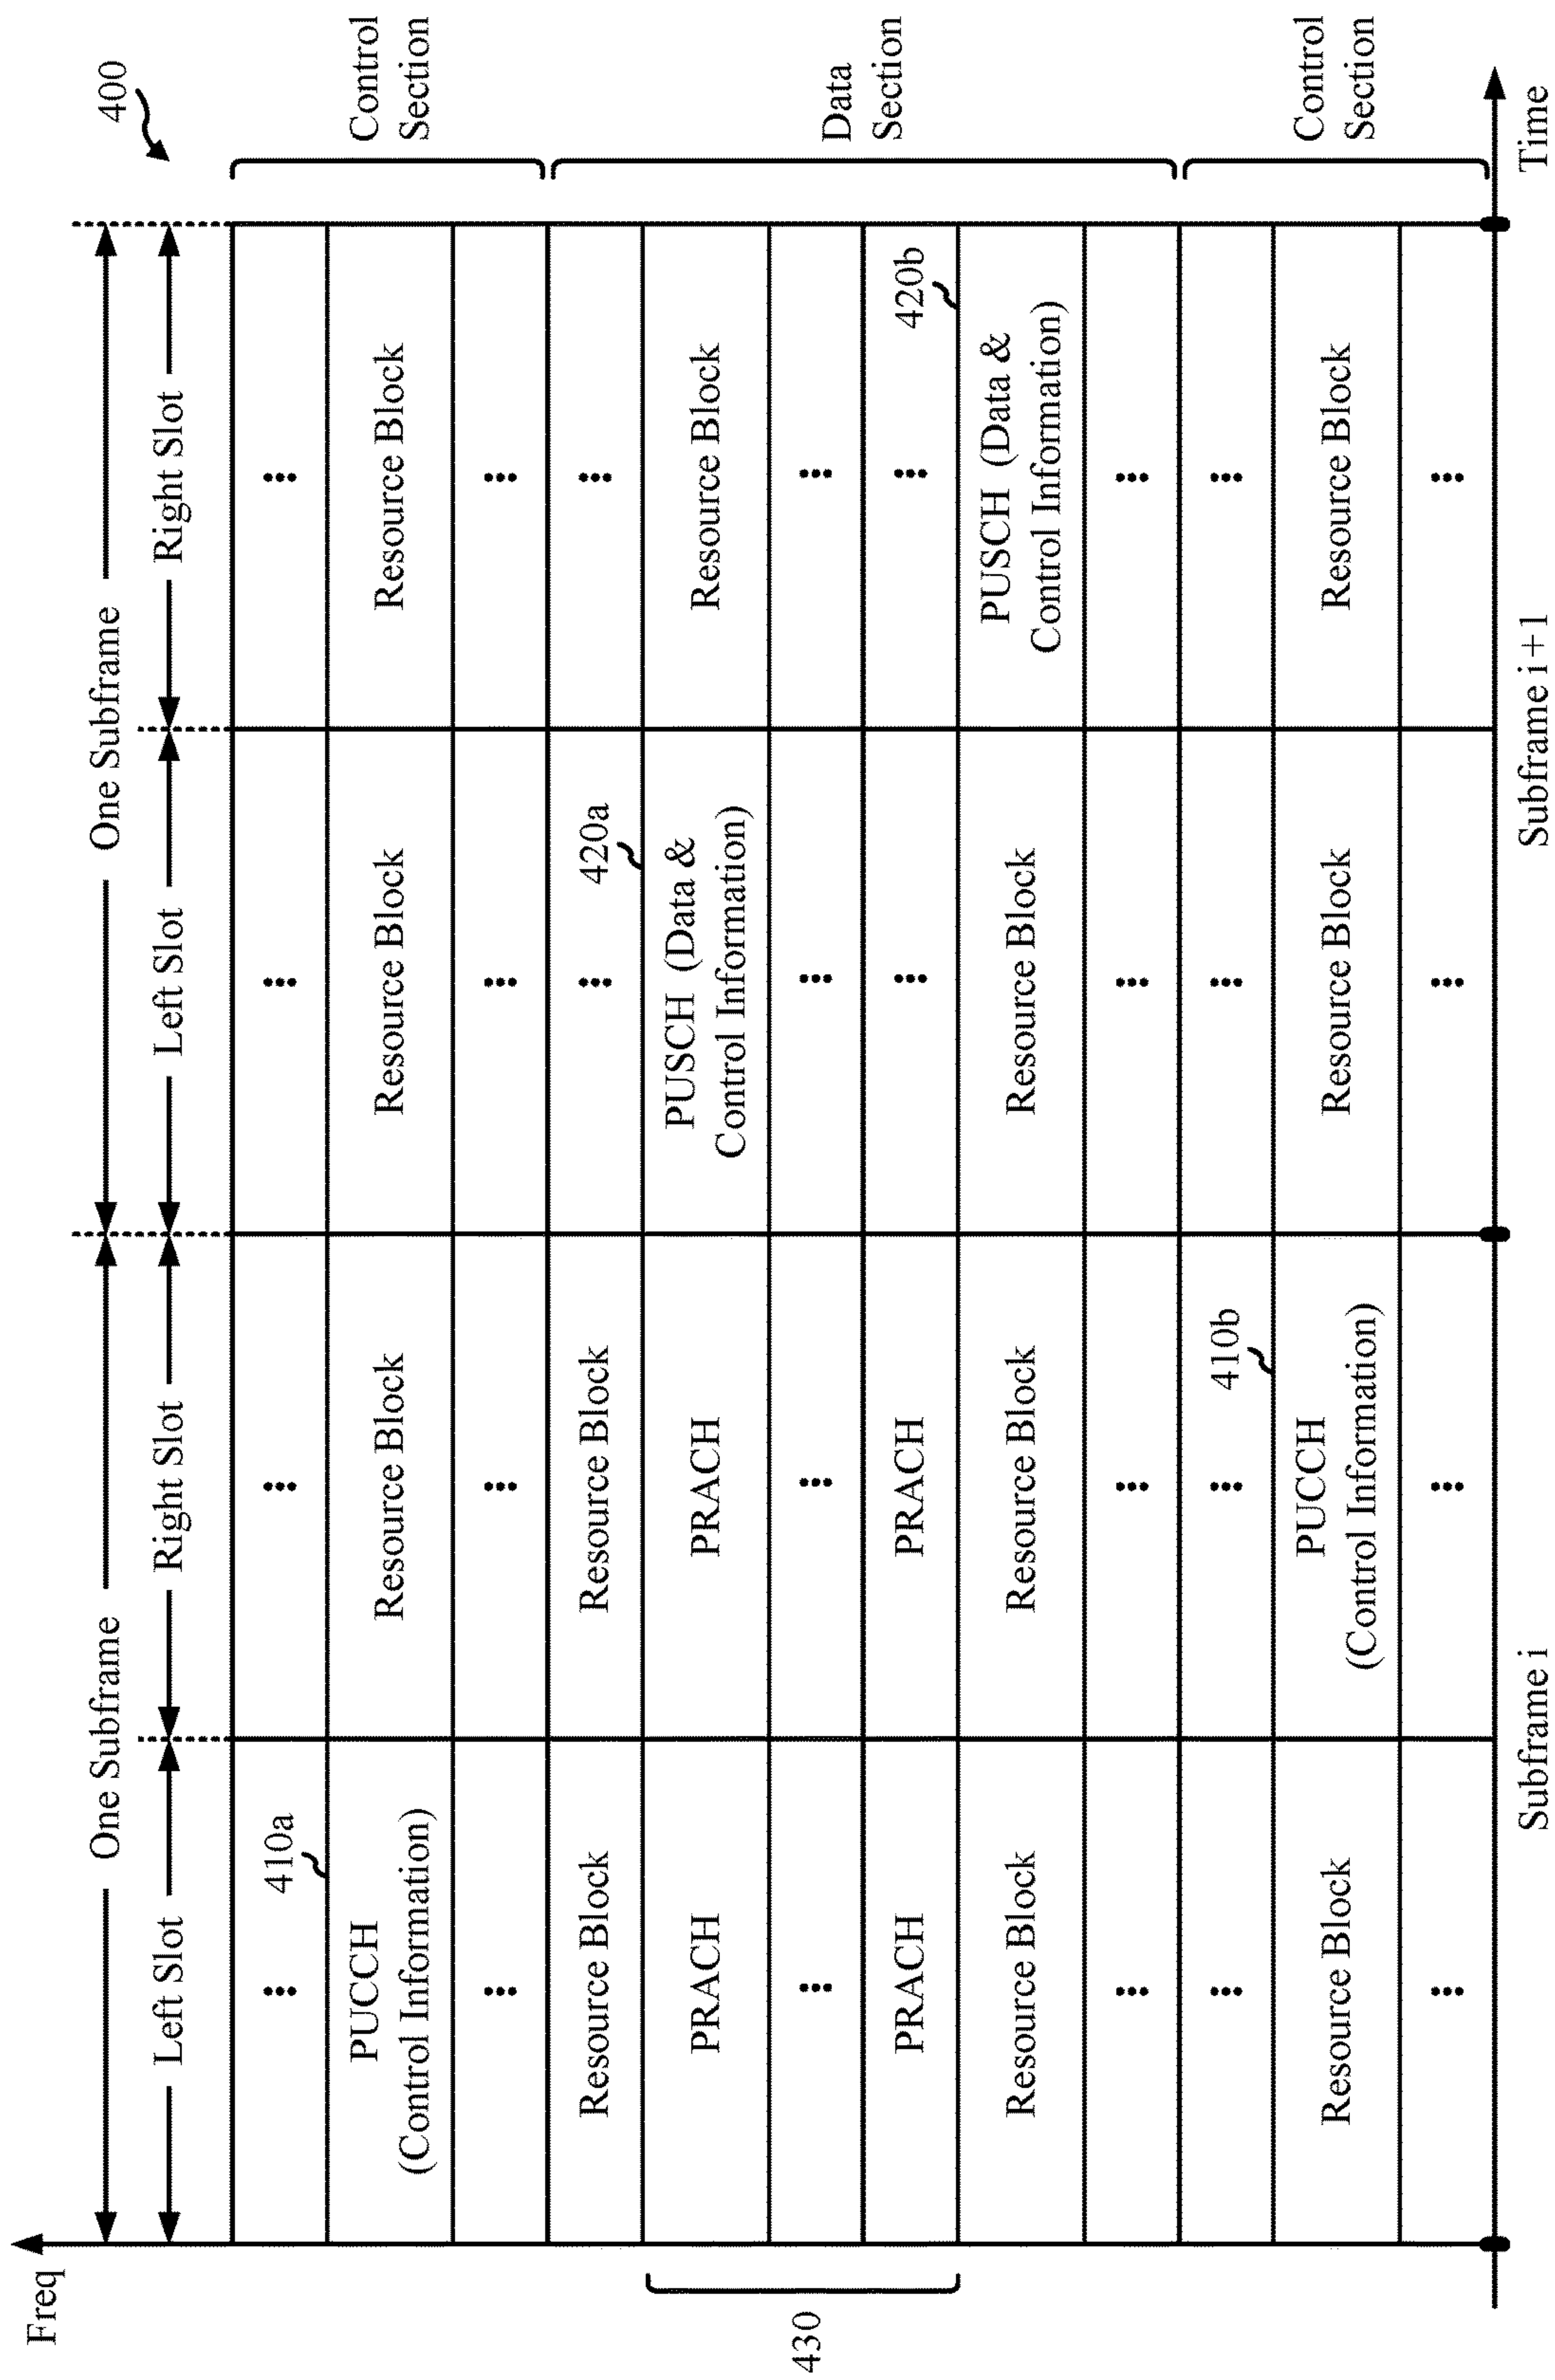 400
One Subframe
One Subframe
Left Slot
Right Slot
Left Slot
Right Slot
Freq
⋮
⋮
⋮
⋮
410a
PUCCH
(Control Information)
Resource Block
Resource Block
Resource Block
Control
Section
⋮
⋮
⋮
⋮
Resource Block
Resource Block
⋮
⋮
420a
PRACH
PRACH
PUSCH (Data &
Control Information)
Resource Block
430
⋮
⋮
⋮
⋮
Data
Section
PRACH
PRACH
⋮
⋮
420b
Resource Block
Resource Block
Resource Block
PUSCH (Data &
Control Information)
⋮
⋮
⋮
⋮
⋮
⋮
⋮
⋮
410b
Resource Block
PUCCH
(Control Information)
Resource Block
Resource Block
Control
Section
⋮
⋮
⋮
⋮
Subframe i
Subframe i+1
Time